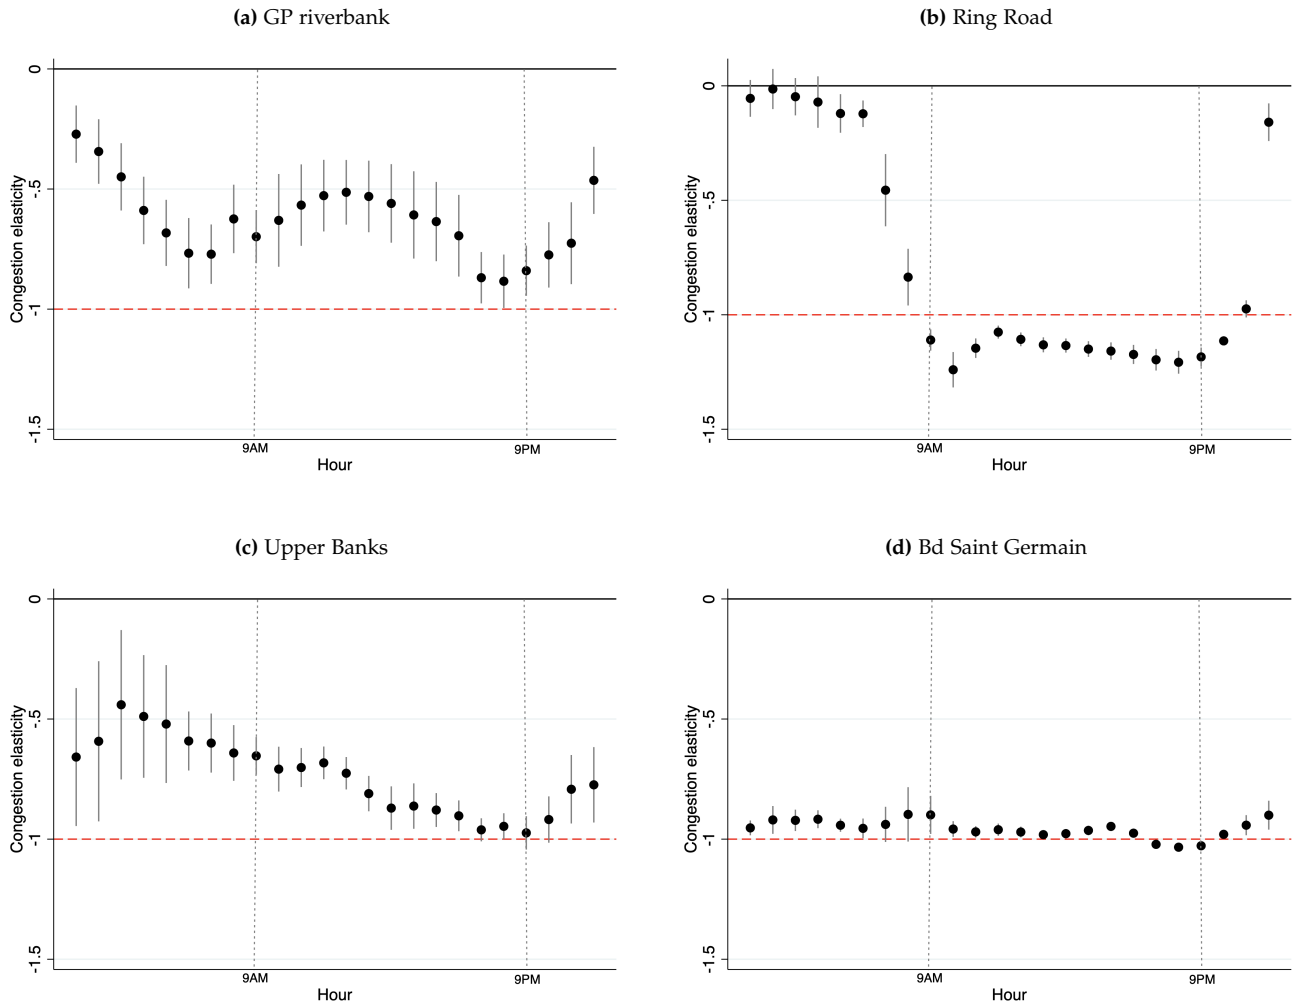 (a) GP riverbank
(b) Ring Road
0
-.5
-1
-1.5
Congestion elasticity
9AM
9PM
Hour
0
-.5
-1
-1.5
Congestion elasticity
9AM
9PM
Hour
(c) Upper Banks
(d) Bd Saint Germain
0
-.5
-1
-1.5
Congestion elasticity
9AM
9PM
Hour
0
-.5
-1
-1.5
Congestion elasticity
9AM
9PM
Hour